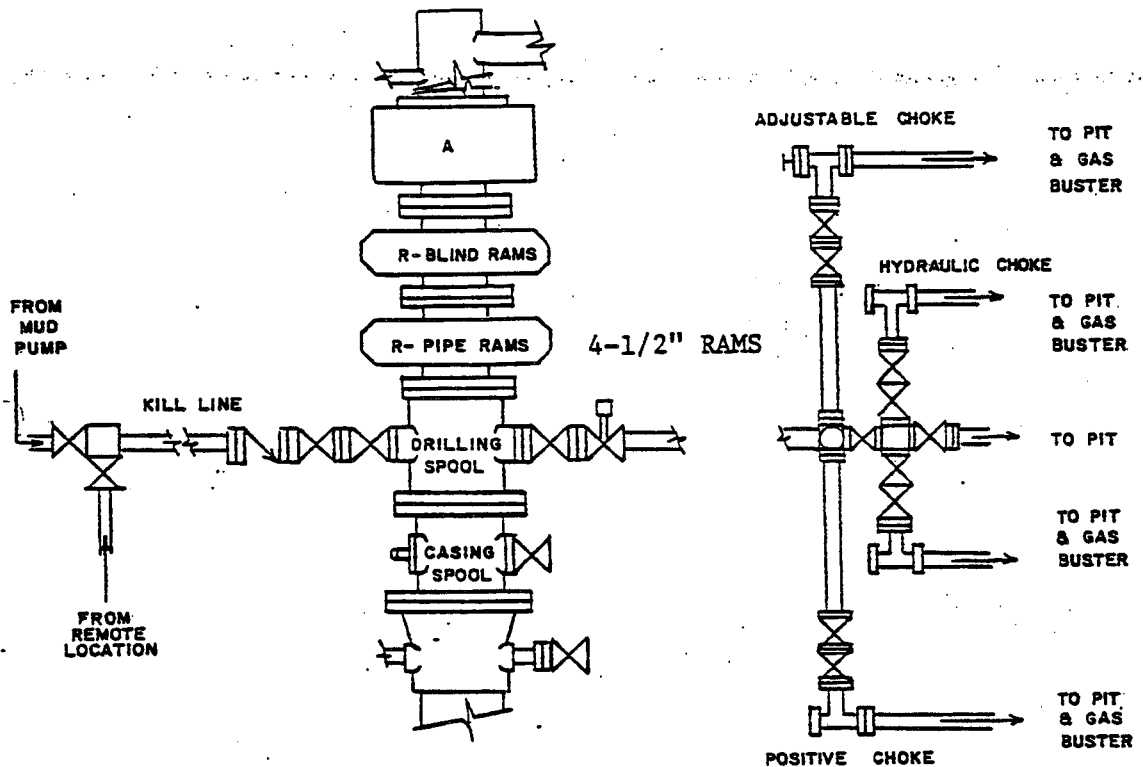 A
R-BLIND RAMS
R- PIPE RAMS
4-1/2" RAMS
FROM
MUD
PUMP
KILL LINE
DRILLING
SPOOL
CASING
SPOOL
FROM
REMOTE
LOCATION
ADJUSTABLE CHOKE
TO PIT
& GAS
BUSTER
HYDRAULIC CHOKE
TO PIT
& GAS
BUSTER
TO PIT
TO PIT
& GAS
BUSTER
TO PIT
& GAS
BUSTER
POSITIVE CHOKE